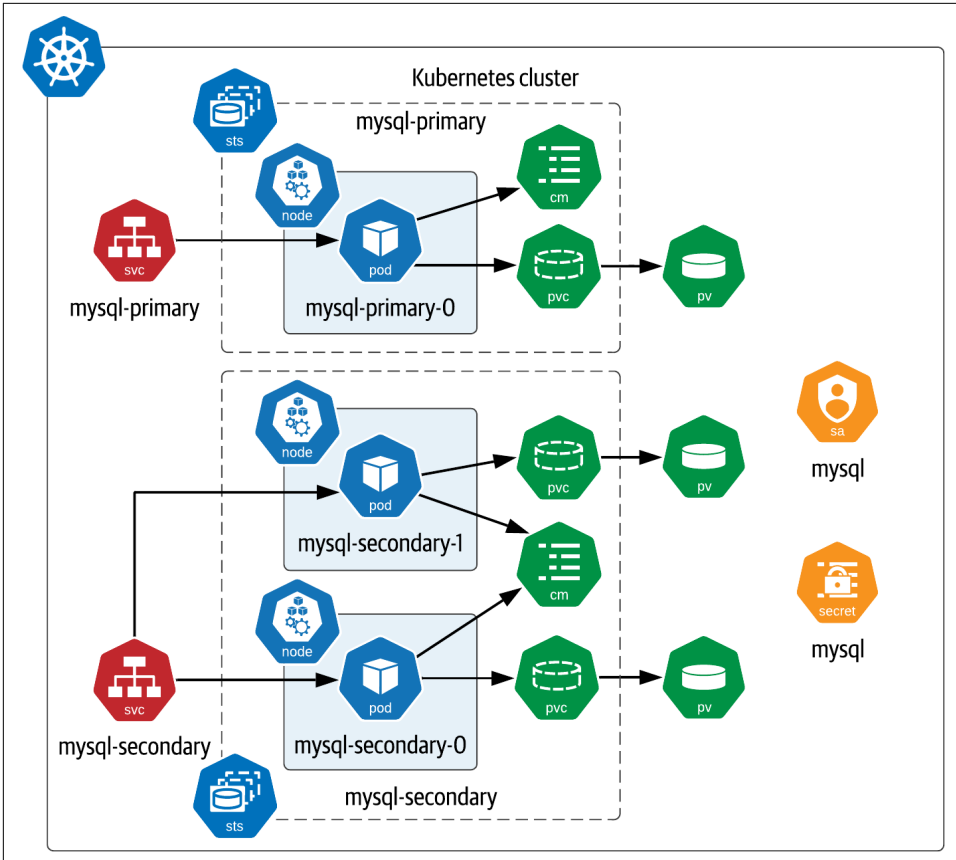 Kubernetes cluster
sts
mysql-primary
node
cm
svc
pod
pvc
pv
mysql-primary
mysql-primary-0
node
pod
pvc
pv
sa
mysql
mysql-secondary-1
cm
node
secret
mysql
svc
pod
pvc
pv
mysql-secondary
mysql-secondary-0
sts
mysql-secondary